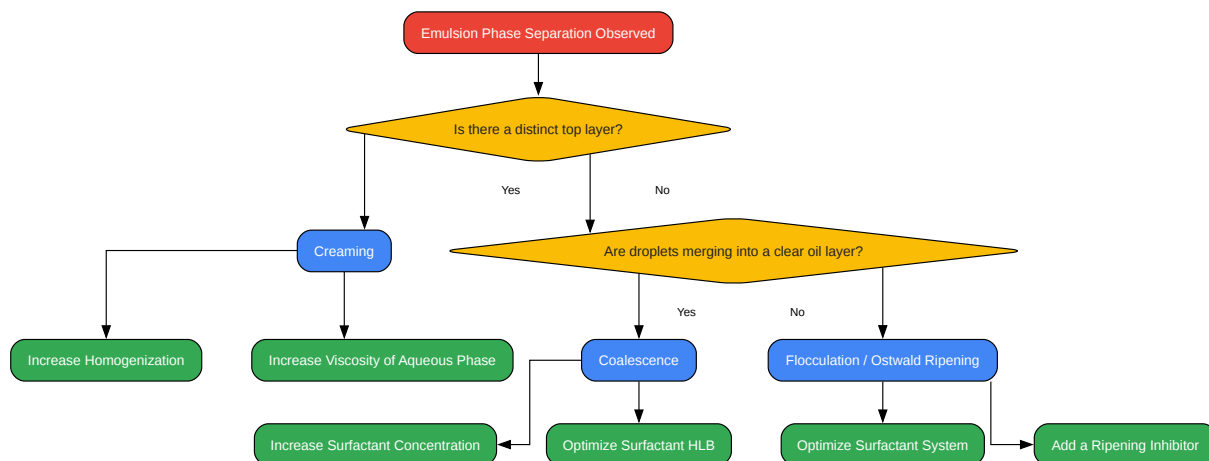 Emulsion Phase Separation Observed
Is there a distinct top layer?
Yes
No
Creaming
Are droplets merging into a clear oil layer?
Yes
No
Increase Homogenization
Increase Viscosity of Aqueous Phase
Coalescence
Flocculation / Ostwald Ripening
Increase Surfactant Concentration
Optimize Surfactant HLB
Optimize Surfactant System
Add a Ripening Inhibitor